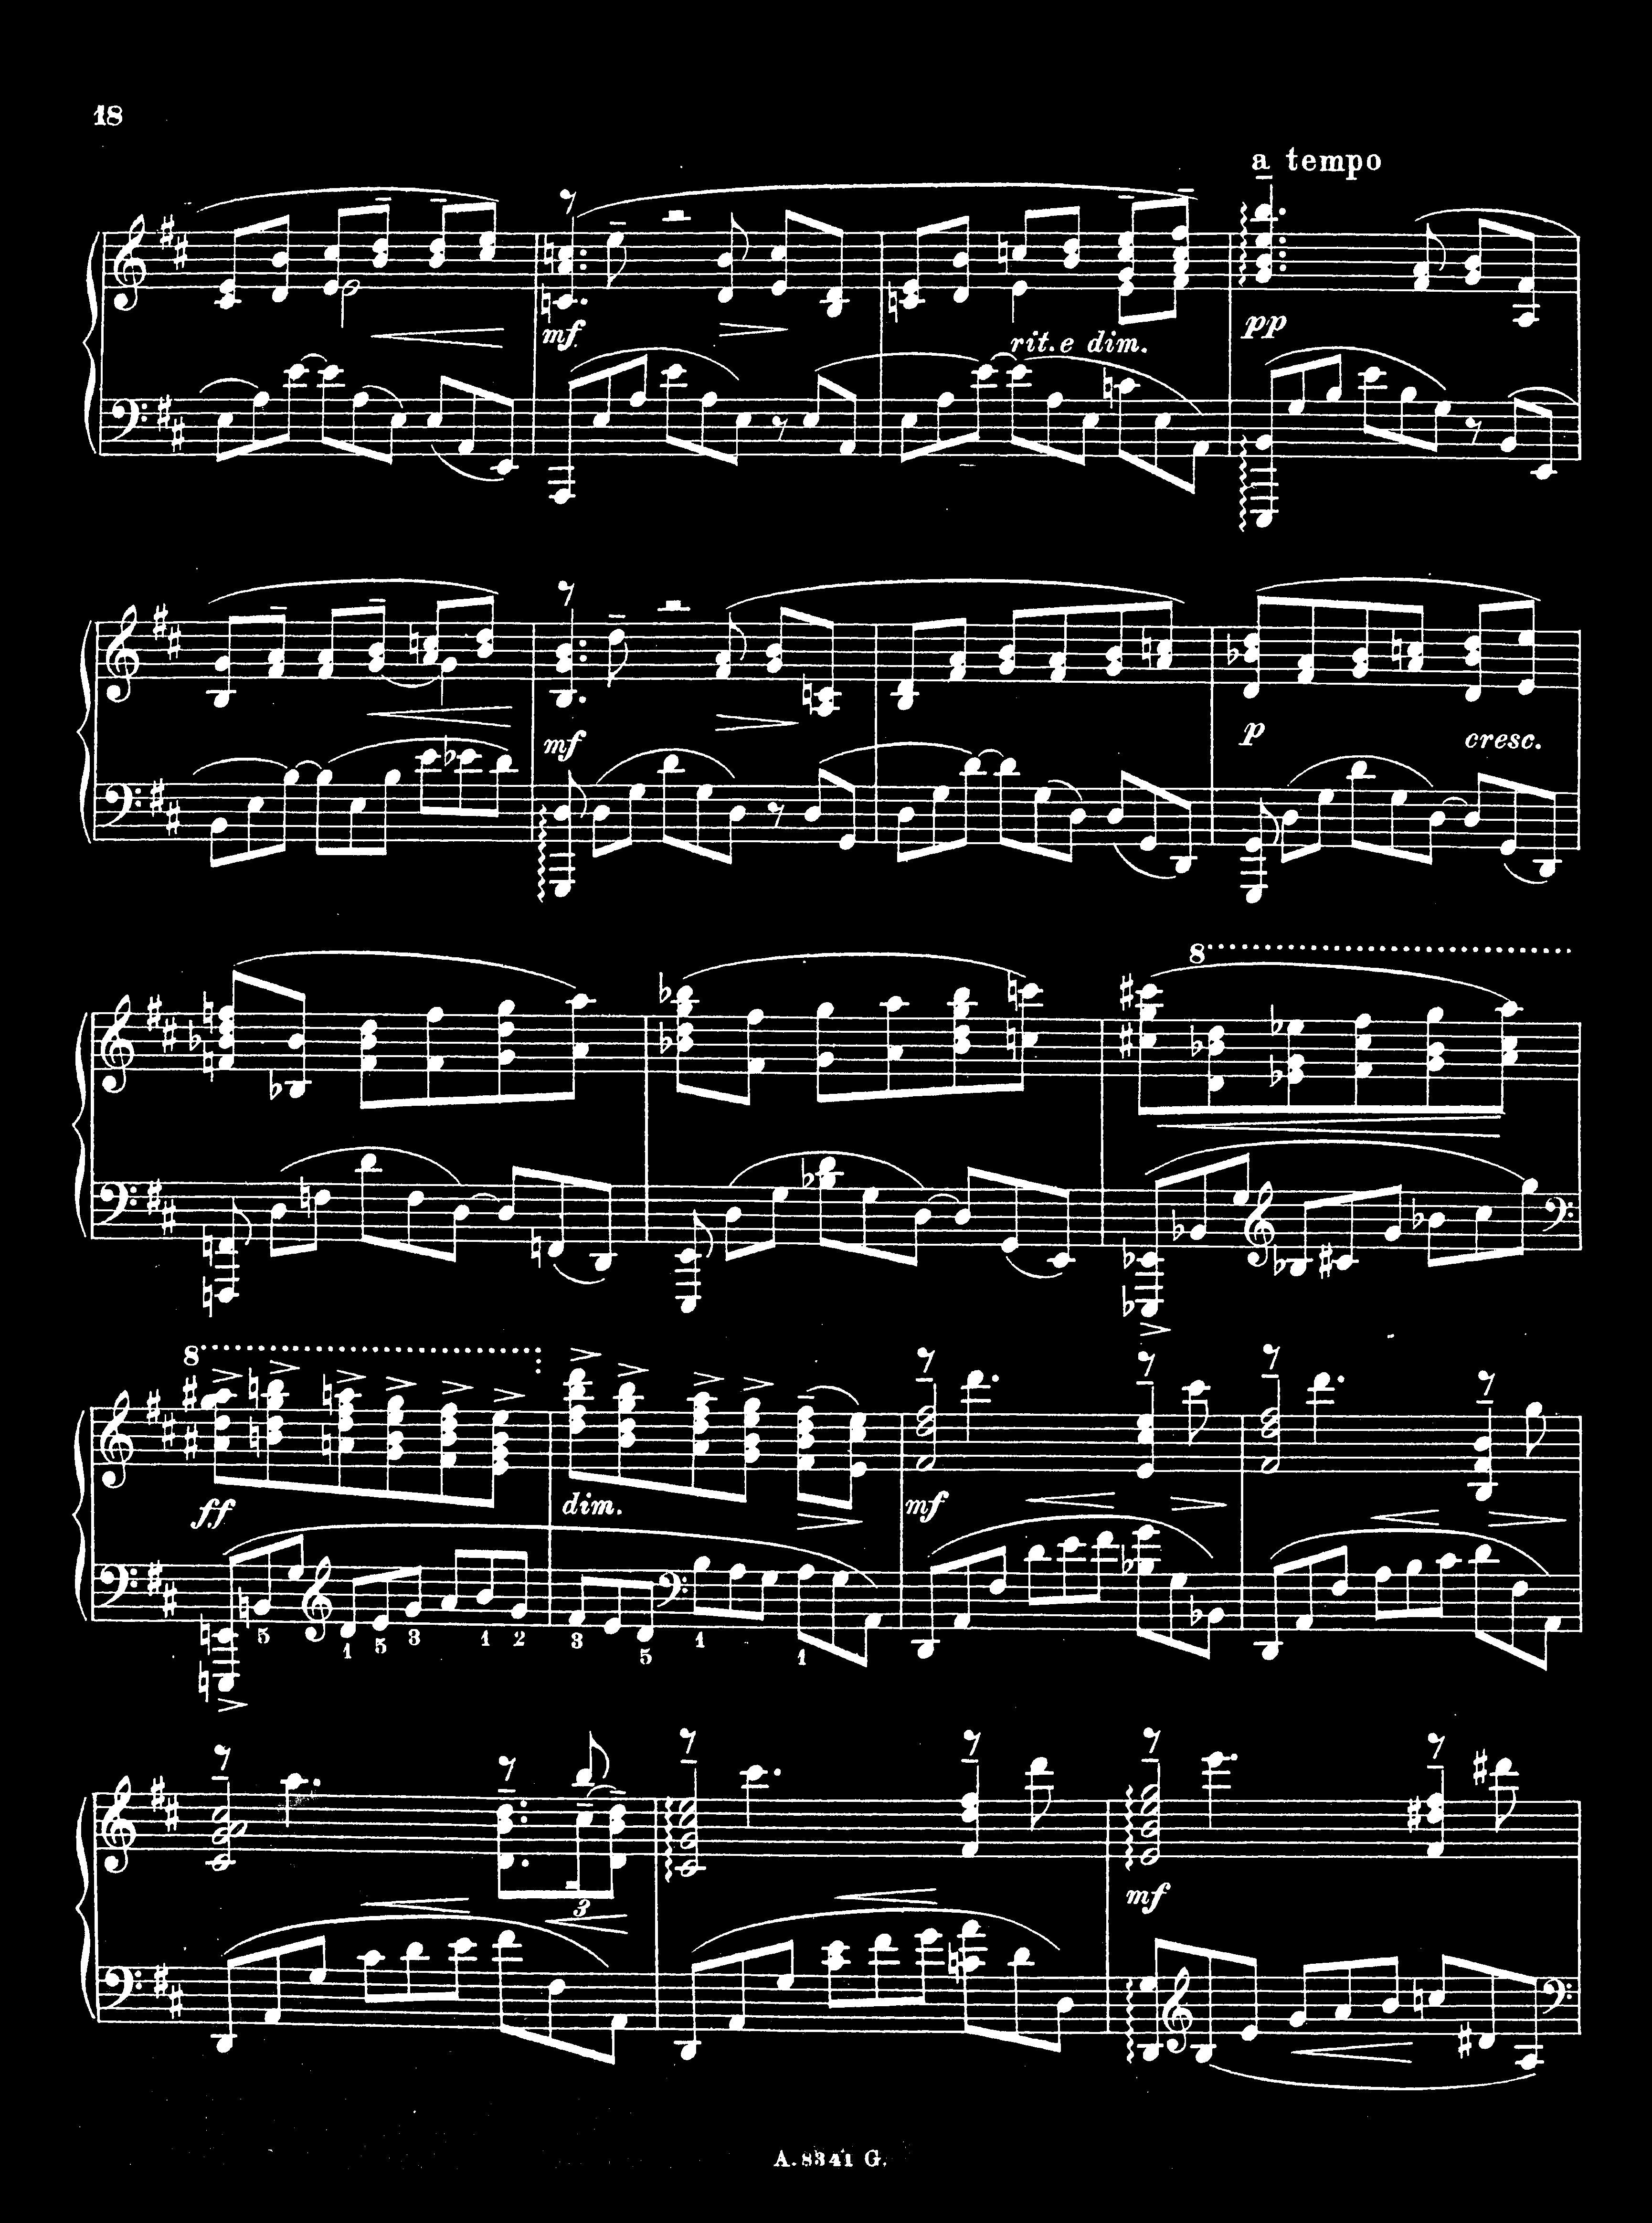 18
a tempo
mf
rit. e dim.
pp
mf
p
cresc.
8
8
ff
dim.
mf
5 1 5 3 1 2 3 5 1 1
3
mf
A. 8341 G.